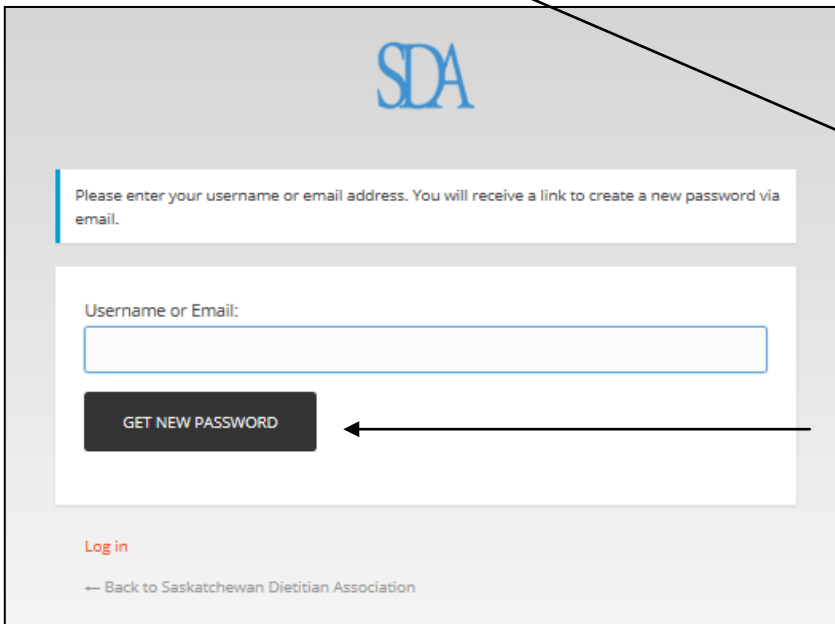 SDA
Please enter your username or email address. You will receive a link to create a new password via
email.
Username or Email:
GET NEW PASSWORD
Log in
← Back to Saskatchewan Dietitian Association